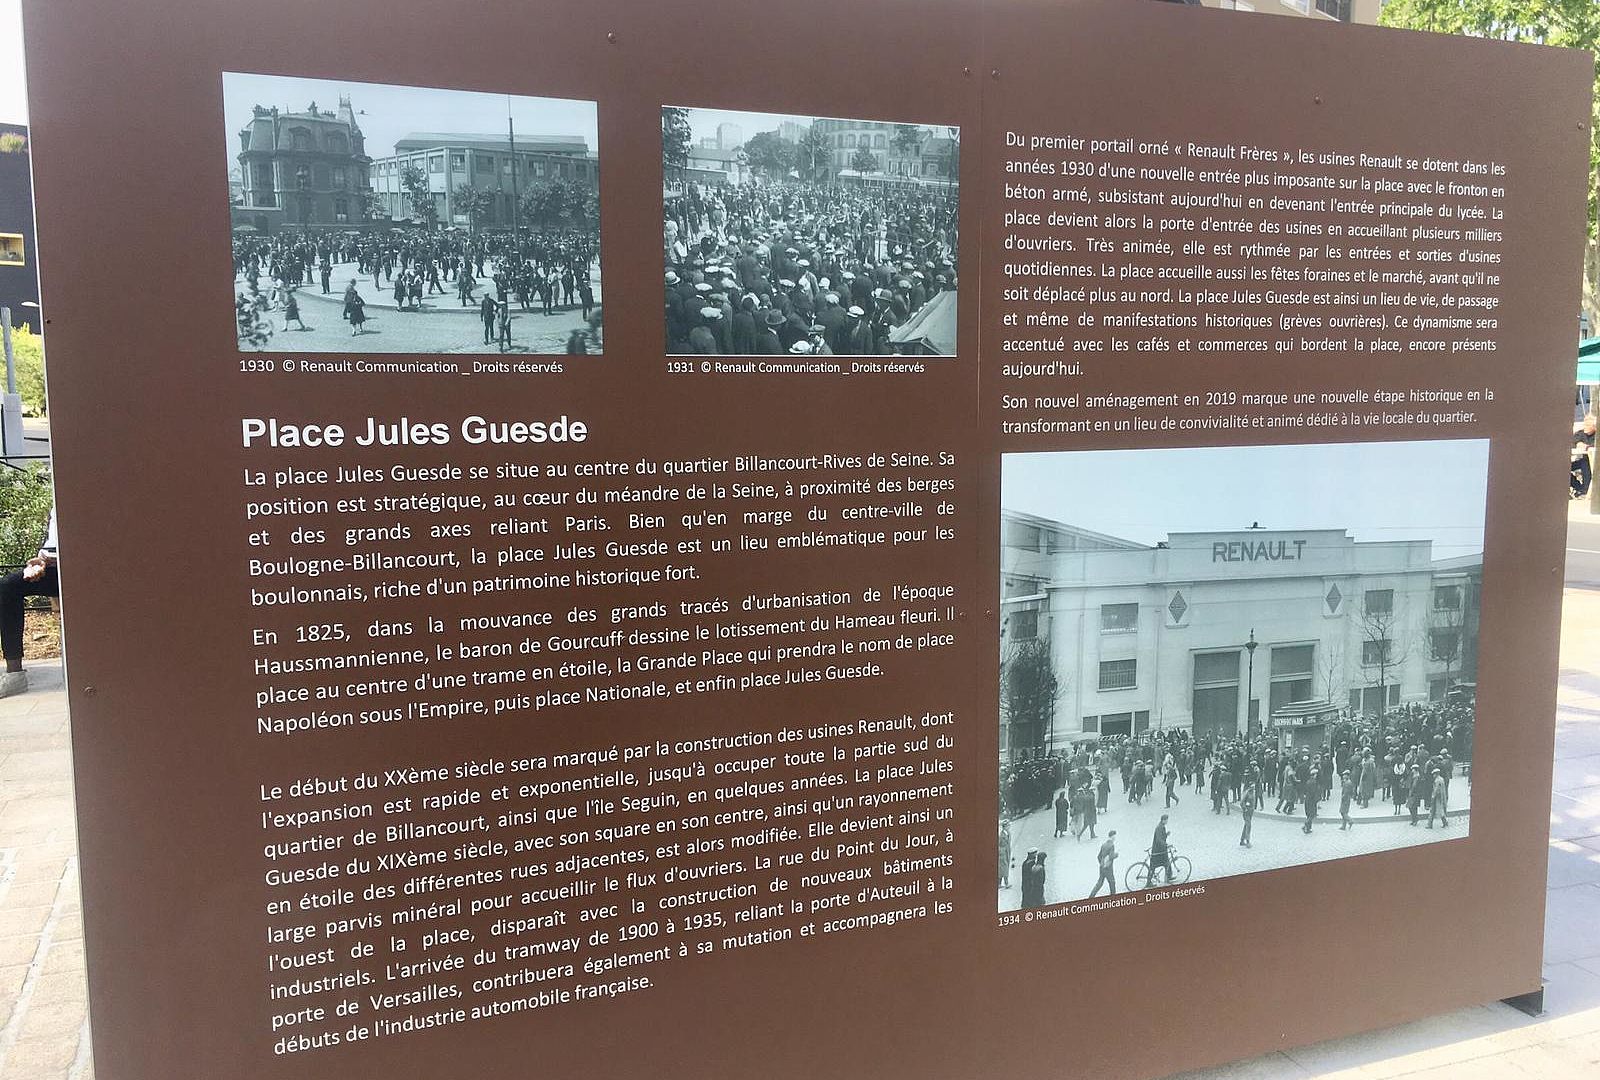 1930 © Renault Communication _ Droits réservés
1931 © Renault Communication _ Droits réservés
Place Jules Guesde
La place Jules Guesde se situe au centre du quartier Billancourt-Rives de Seine. Sa
position est stratégique, au cœur du méandre de la Seine, à proximité des berges
et des grands axes reliant Paris. Bien qu'en marge du centre-ville de
Boulogne-Billancourt, la place Jules Guesde est un lieu emblématique pour les
boulonnais, riche d'un patrimoine historique fort.
En 1825, dans la mouvance des grands tracés d'urbanisation de l'époque
Haussmannienne, le baron de Gourcuff dessine le lotissement du Hameau fleuri. Il
place au centre d'une trame en étoile, la Grande Place qui prendra le nom de place
Napoléon sous l'Empire, puis place Nationale, et enfin place Jules Guesde.
Le début du XXème siècle sera marqué par la construction des usines Renault, dont
l'expansion est rapide et exponentielle, jusqu'à occuper toute la partie sud du
quartier de Billancourt, ainsi que l'île Seguin, en quelques années. La place Jules
Guesde du XIXème siècle, avec son square en son centre, ainsi qu'un rayonnement
en étoile des différentes rues adjacentes, est alors modifiée. Elle devient ainsi un
large parvis minéral pour accueillir le flux d'ouvriers. La rue du Point du Jour, à
l'ouest de la place, disparaît avec la construction de nouveaux bâtiments
industriels. L'arrivée du tramway de 1900 à 1935, reliant la porte d'Auteuil à la
porte de Versailles, contribuera également à sa mutation et accompagnera les
débuts de l'industrie automobile française.
Du premier portail orné « Renault Frères », les usines Renault se dotent dans les
années 1930 d'une nouvelle entrée plus imposante sur la place avec le fronton en
béton armé, subsistant aujourd'hui en devenant l'entrée principale du lycée. La
place devient alors la porte d'entrée des usines en accueillant plusieurs milliers
d'ouvriers. Très animée, elle est rythmée par les entrées et sorties d'usines
quotidiennes. La place accueille aussi les fêtes foraines et le marché, avant qu'il ne
soit déplacé plus au nord. La place Jules Guesde est ainsi un lieu de vie, de passage
et même de manifestations historiques (grèves ouvrières). Ce dynamisme sera
accentué avec les cafés et commerces qui bordent la place, encore présents
aujourd'hui.
Son nouvel aménagement en 2019 marque une nouvelle étape historique en la
transformant en un lieu de convivialité et animé dédié à la vie locale du quartier.
RENAULT
1934 © Renault Communication _ Droits réservés